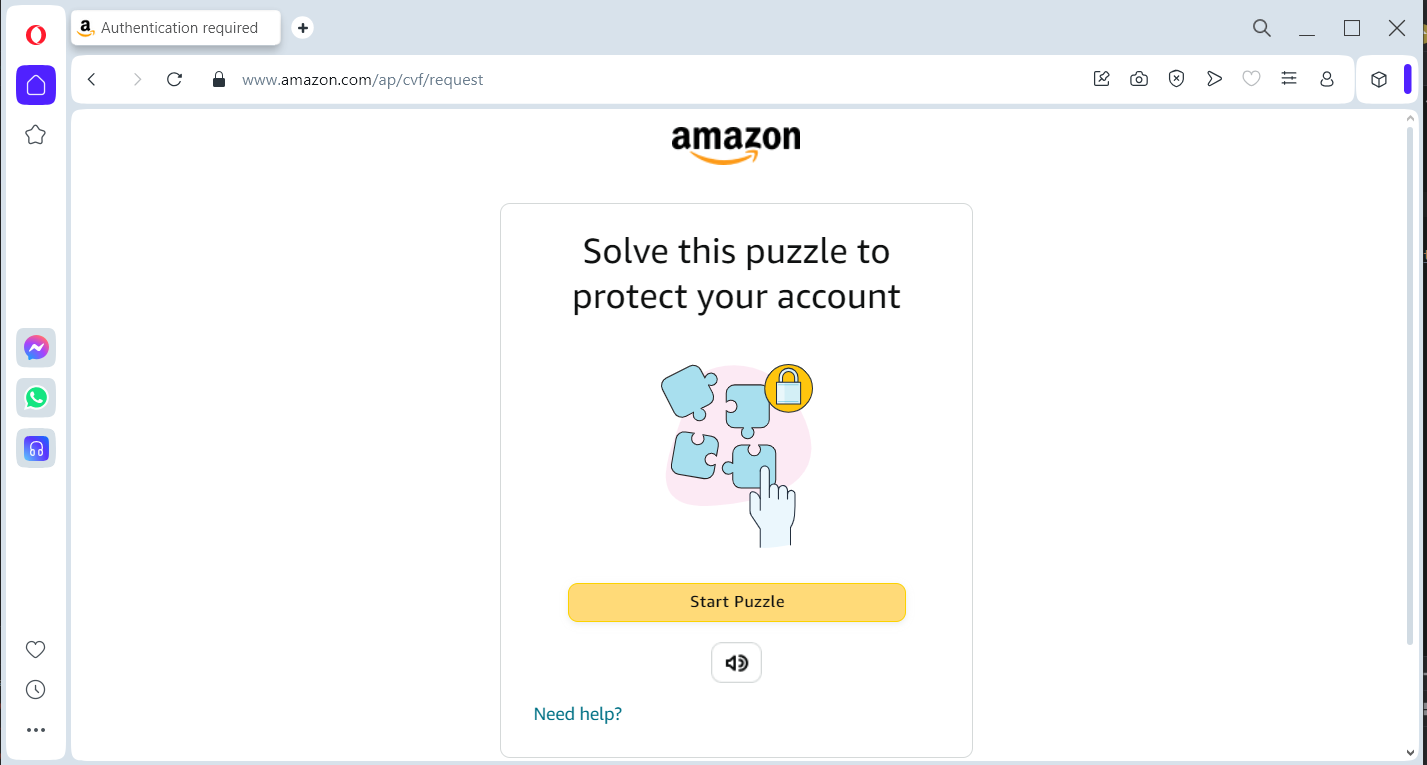 Authentication required
www.amazon.com/ap/cvf/request
amazon
Solve this puzzle to
protect your account
Start Puzzle
Need help?